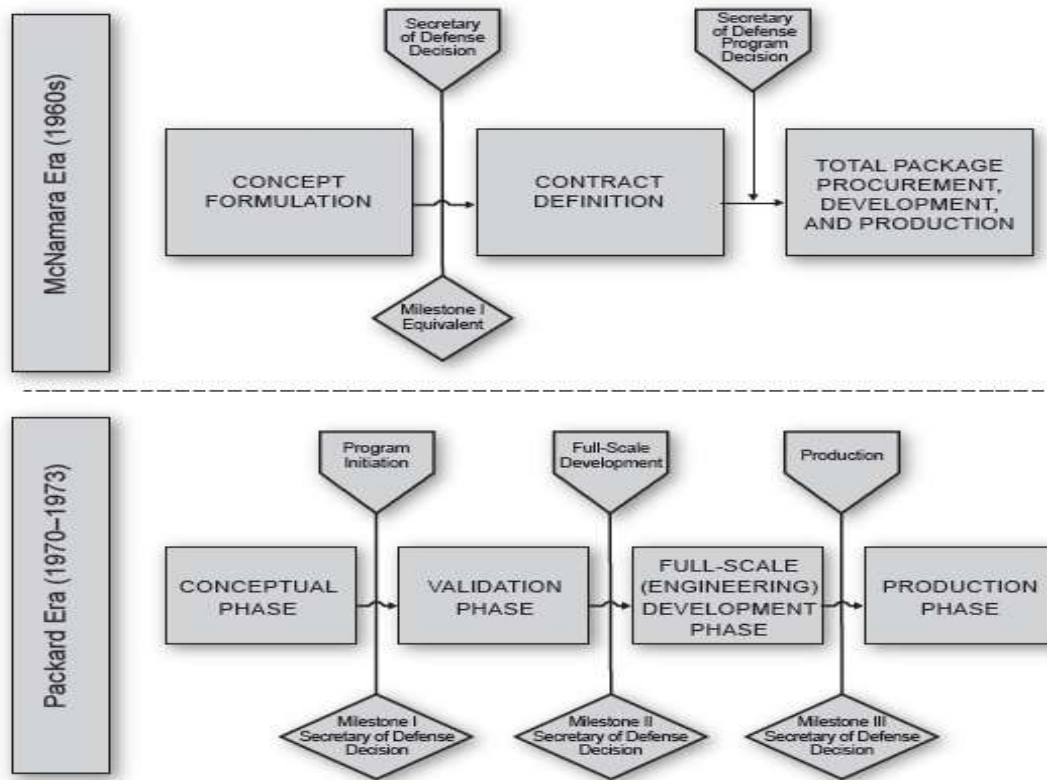 McNamara Era (1960s)
Secretary
of Defense
Decision
Secretary
of Defense
Program
Decision
CONCEPT
FORMULATION
CONTRACT
DEFINITION
TOTAL PACKAGE
PROCUREMENT,
DEVELOPMENT,
AND PRODUCTION
Milestone I
Equivalent
Packard Era (1970–1973)
Program
Initiation
Full-Scale
Development
Production
CONCEPTUAL
PHASE
VALIDATION
PHASE
FULL-SCALE
(ENGINEERING)
DEVELOPMENT
PHASE
PRODUCTION
PHASE
Milestone I
Secretary of Defense
Decision
Milestone II
Secretary of Defense
Decision
Milestone III
Secretary of Defense
Decision